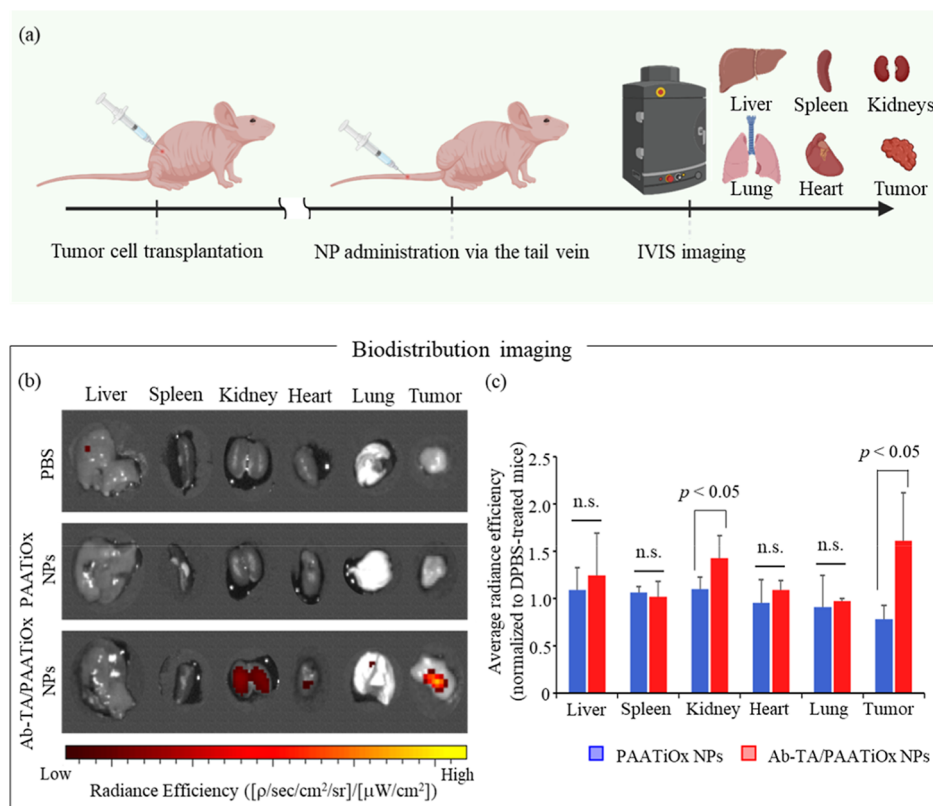 (a)
Liver Spleen Kidneys
Lung Heart Tumor
Tumor cell transplantation NP administration via the tail vein IVIS imaging
Biodistribution imaging
(b)
Liver Spleen Kidney Heart Lung Tumor
PBS
PAATiOx
NPs
Ab-TA/PAATiOx
NPs
Low High
Radiance Efficiency ([ρ/sec/cm²/sr]/[μW/cm²])
(c)
Average radiance efficiency
(normalized to DPBS-treated mice)
2.5
2.0
1.5
1.0
0.5
0
n.s.
n.s.
p < 0.05
n.s.
n.s.
p < 0.05
Liver Spleen Kidney Heart Lung Tumor
PAATiOx NPs Ab-TA/PAATiOx NPs